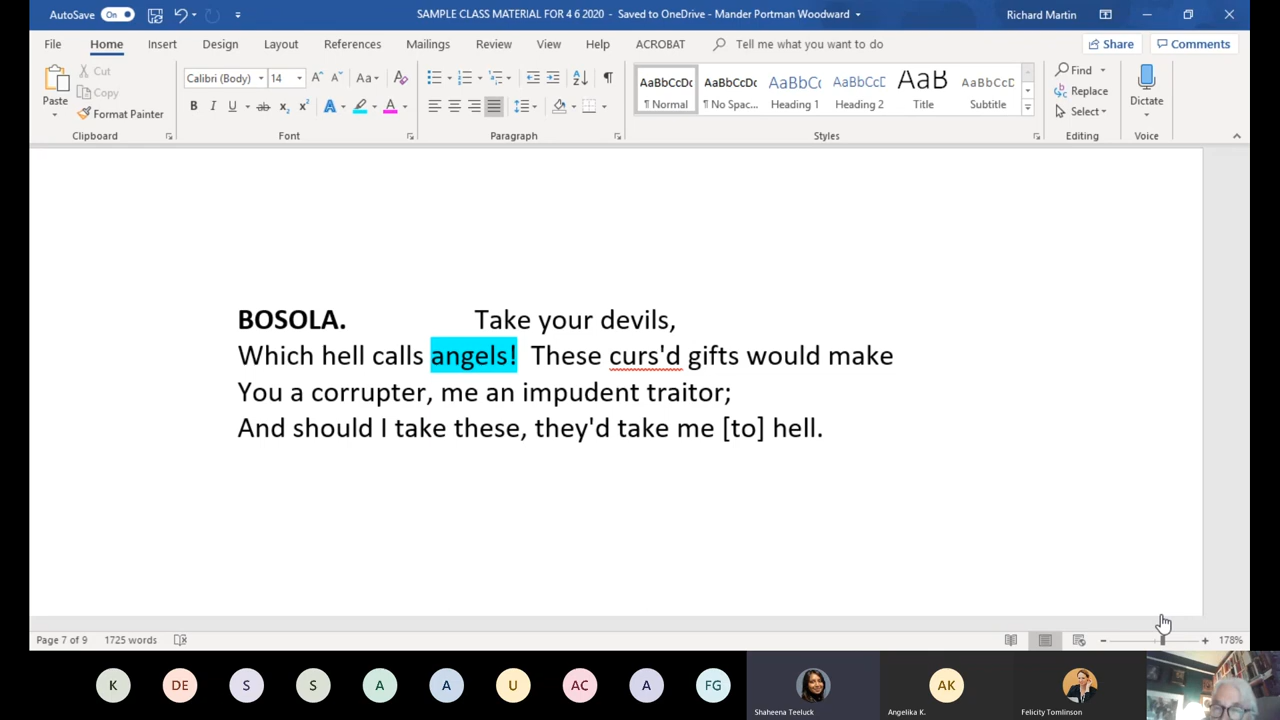 AutoSave On SAMPLE CLASS MATERIAL FOR 4 6 2020 - Saved to OneDrive - Mander Portman Woodward Richard Martin
File Home Insert Design Layout References Mailings Review View Help ACROBAT Tell me what you want to do Share Comments
Paste Cut Copy Format Painter
Calibri (Body) 14 Aa
B I U ab x₂ x² A A
AaBbCcDc AaBbCcDc AaBbCc AaBbCcE AaB AaBbCcD
¶ Normal ¶ No Spac... Heading 1 Heading 2 Title Subtitle
Find Replace Select Dictate
Clipboard Font Paragraph Styles Editing Voice
BOSOLA. Take your devils,
Which hell calls angels! These curs'd gifts would make
You a corrupter, me an impudent traitor;
And should I take these, they'd take me [to] hell.
Page 7 of 9 1725 words 178%
K DE S S A A U AC A FG AK
Shaheena Teeluck Angelika K. Felicity Tomlinson